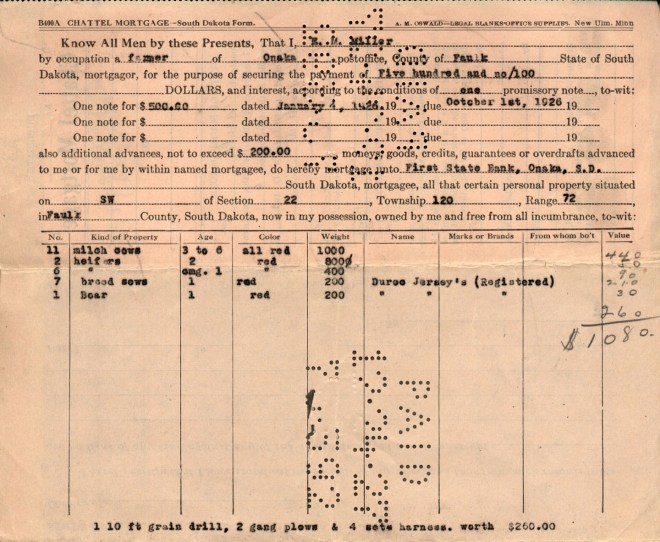 B400A CHATTEL MORTGAGE—South Dakota Form. A. H. OSWALD—LEGAL BLANKS-OFFICE SUPPLIES. New Ulm, Minn
Know All Men by these Presents, That I, Miller
by occupation a farmer of Onaka postoffice, County of Faulk State of South
Dakota, mortgagor, for the purpose of securing the payment of Five hundred and no/100
DOLLARS, and interest, according to the conditions of one promissory note, to-wit:
One note for $500.00 dated January 4, 1926. 19 due October 1st, 1926 19
One note for $ dated 19 due 19
One note for $ dated 19 due 19
also additional advances, not to exceed $ 200.00 moneys, goods, credits, guarantees or overdrafts advanced
to me or for me by within named mortgagee, do hereby mortgage unto First State Bank, Onaka, S.D.
South Dakota, mortgagee, all that certain personal property situated
on SW of Section 22, Township 120, Range 72,
in Faulk County, South Dakota, now in my possession, owned by me and free from all incumbrance, to-wit:
No. Kind of Property Age Color Weight Name Marks or Brands From whom bo't Value
11 milch cows 3 to 6 all red 1000 440
2 heifers 2 red 800 50
6 " omg. 1 " 400 90
7 brood sows 1 red 200 Duroc Jersey's (Registered) 210
1 Boar 1 red 200 " " " 30
260
$1080.
PAID
1 10 ft grain drill, 2 gang plows & 4 sets harness. worth $260.00